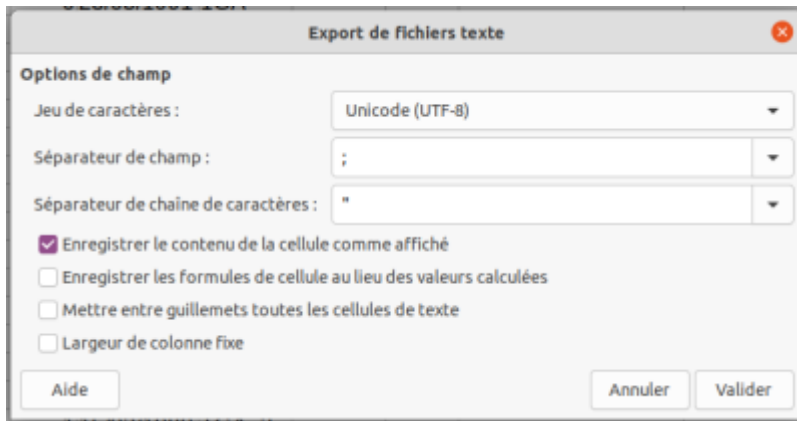 Export de fichiers texte
Options de champ
Jeu de caractères :
Unicode (UTF-8)
Séparateur de champ :
;
Séparateur de chaîne de caractères :
"
Enregistrer le contenu de la cellule comme affiché
Enregistrer les formules de cellule au lieu des valeurs calculées
Mettre entre guillemets toutes les cellules de texte
Largeur de colonne fixe
Aide
Annuler
Valider